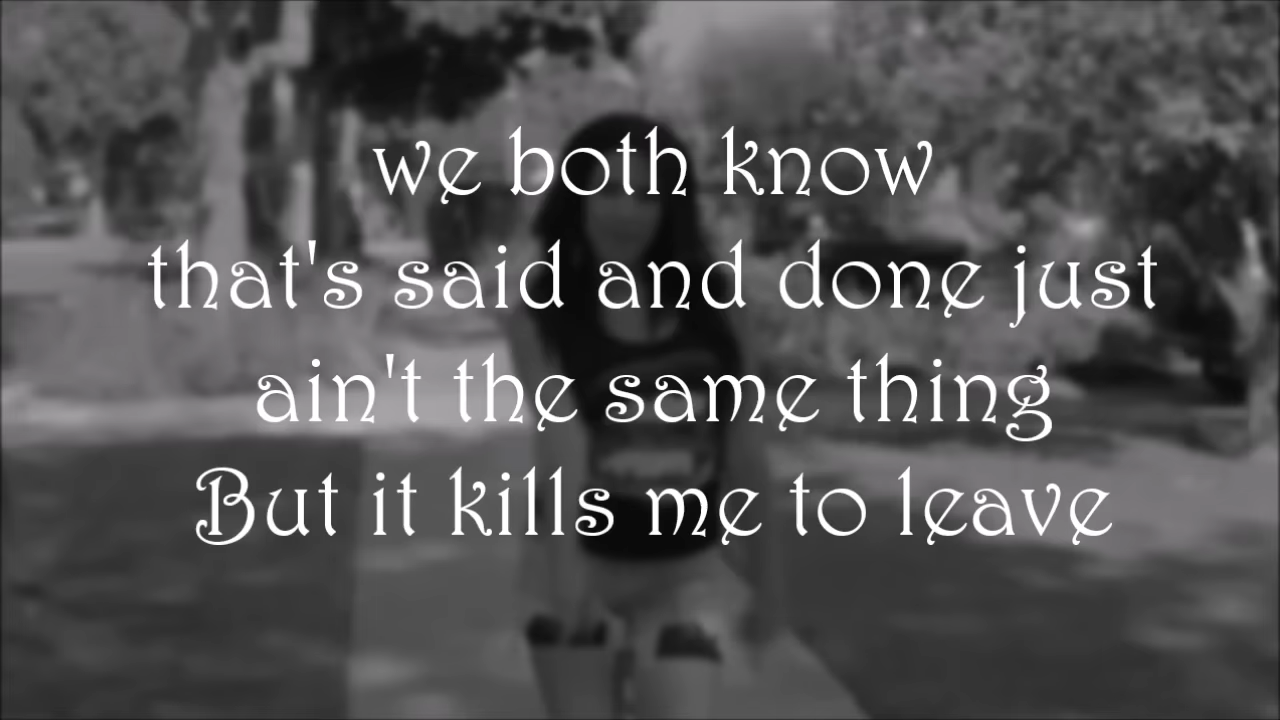 we both know
that's said and done just
ain't the same thing
But it kills me to leave